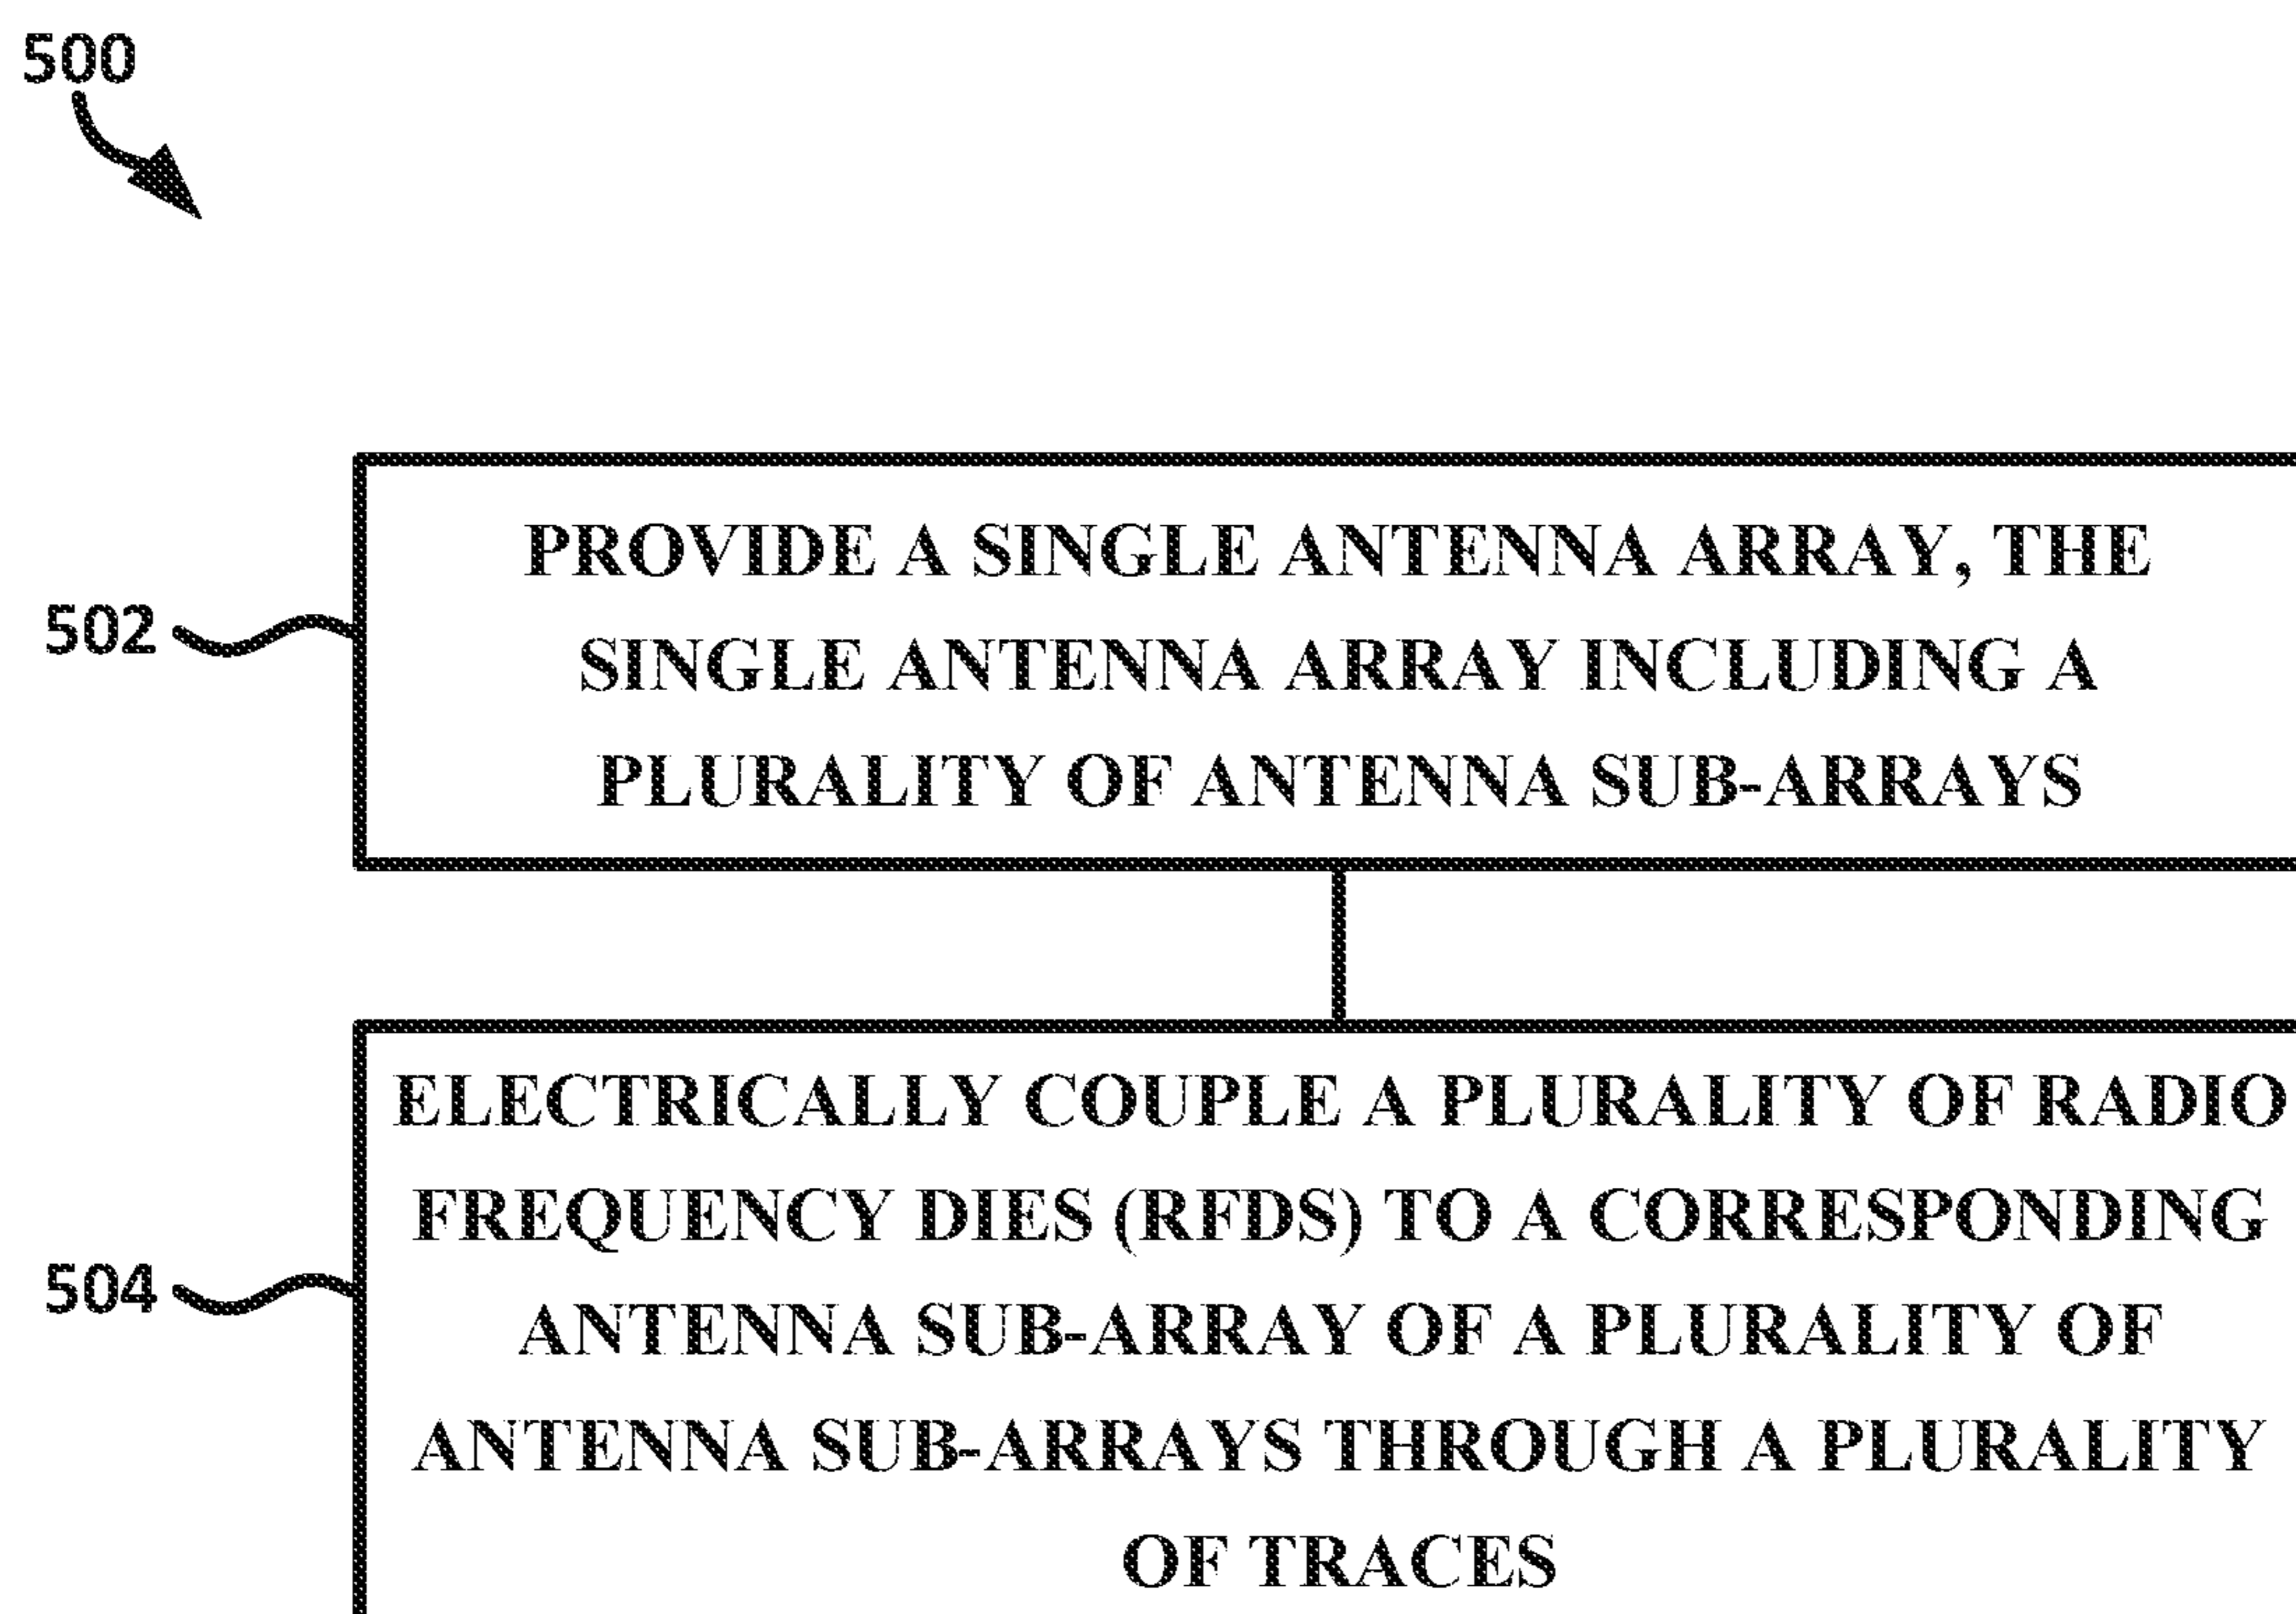 500
502
PROVIDE A SINGLE ANTENNA ARRAY, THE
SINGLE ANTENNA ARRAY INCLUDING A
PLURALITY OF ANTENNA SUB-ARRAYS
504
ELECTRICALLY COUPLE A PLURALITY OF RADIO
FREQUENCY DIES (RFDS) TO A CORRESPONDING
ANTENNA SUB-ARRAY OF A PLURALITY OF
ANTENNA SUB-ARRAYS THROUGH A PLURALITY
OF TRACES